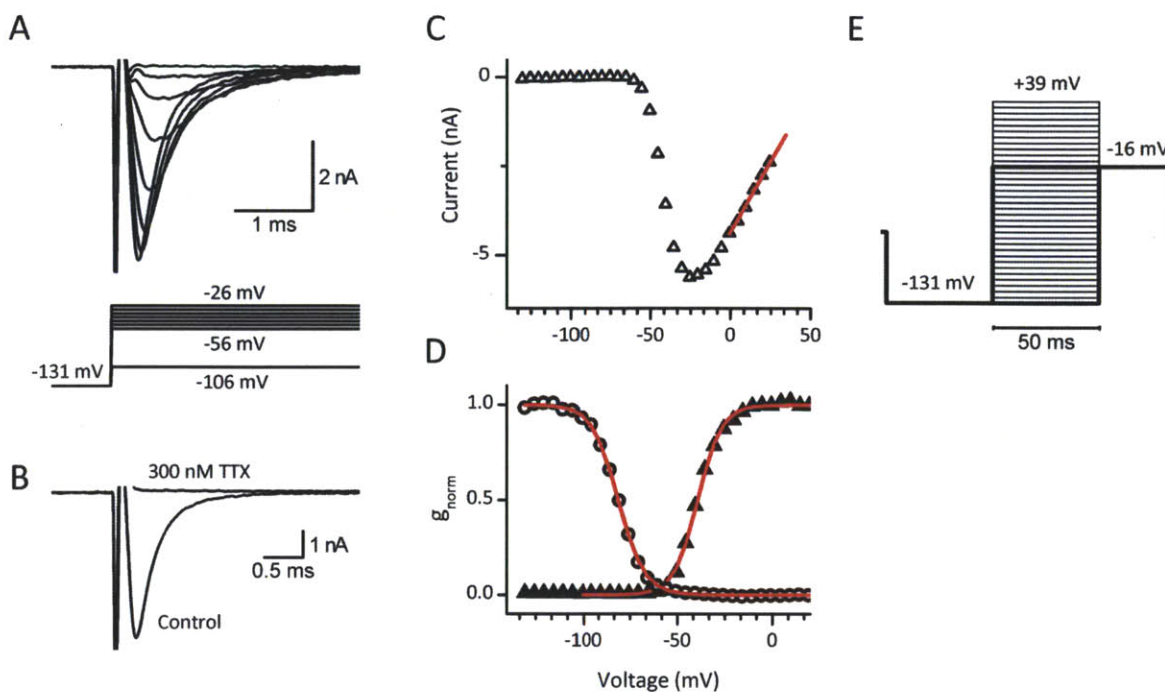 A
2 nA
1 ms
-26 mV
-56 mV
-131 mV
-106 mV
B
300 nM TTX
1 nA
0.5 ms
Control
C
0
-5
Current (nA)
-100
-50
0
50
D
1.0
0.5
0.0
g_norm
-100
-50
0
Voltage (mV)
E
+39 mV
-16 mV
-131 mV
50 ms